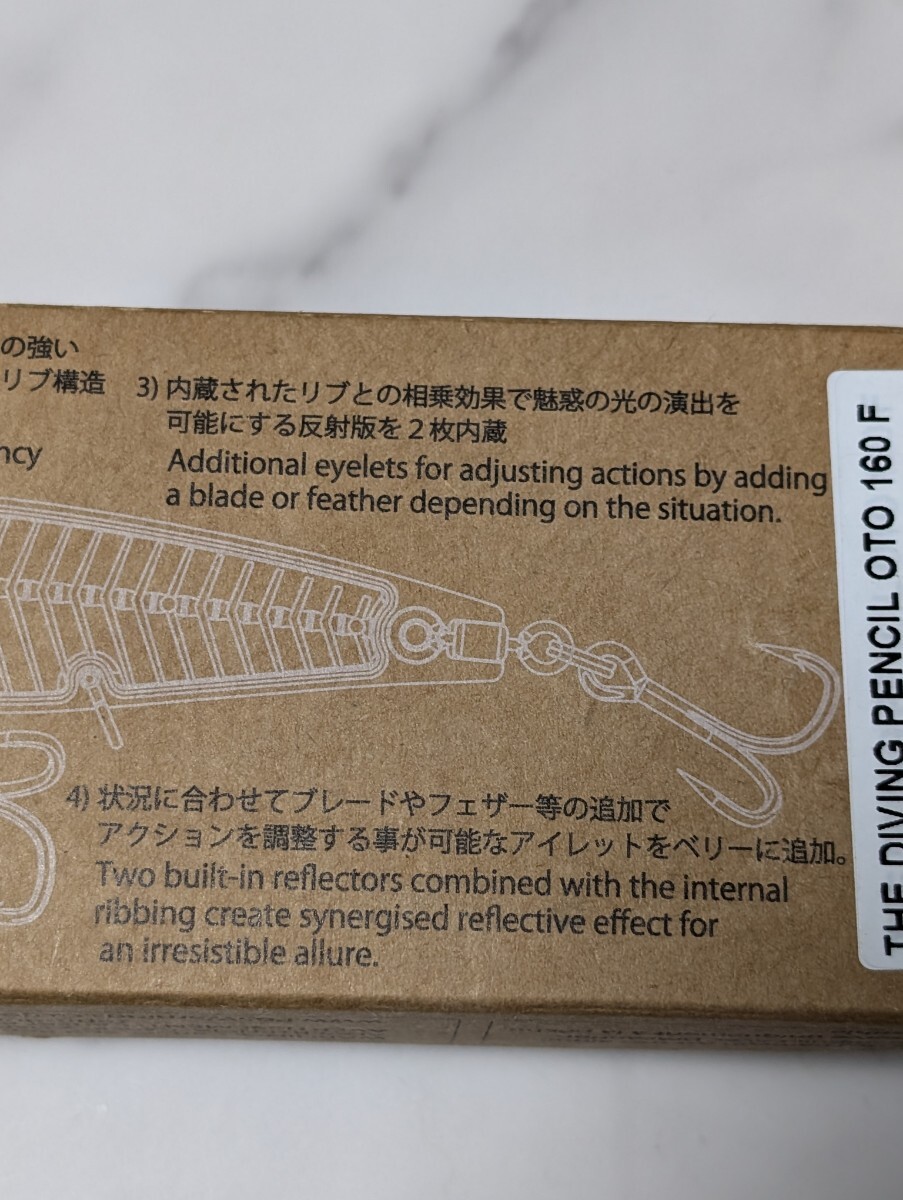 の強い
リブ構造
ncy
3) 内蔵されたリブとの相乗効果で魅惑の光の演出を
可能にする反射版を２枚内蔵
Additional eyelets for adjusting actions by adding
a blade or feather depending on the situation.
4) 状況に合わせてブレードやフェザー等の追加で
アクションを調整する事が可能なアイレットをベリーに追加。
Two built-in reflectors combined with the internal
ribbing create synergised reflective effect for
an irresistible allure.
THE DIVING PENCIL OTO 160 F